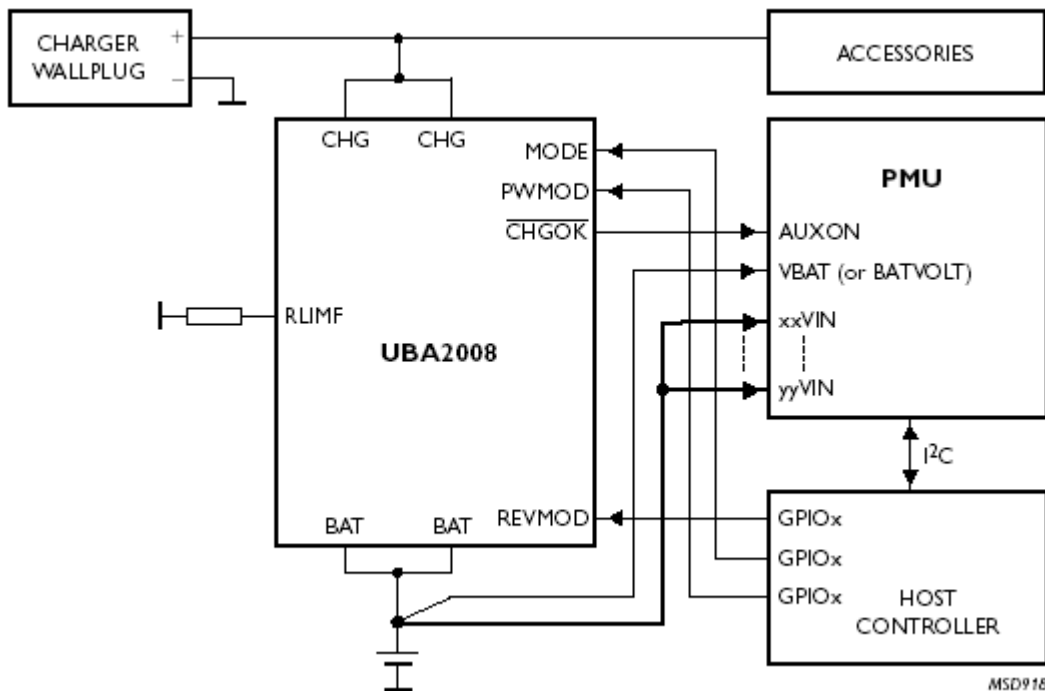 CHARGER
WALLPLUG
+
–
ACCESSORIES
CHG CHG
MODE
PWMOD
CHGOK
RLIMF
UBA2008
BAT BAT
REVMOD
PMU
AUXON
VBAT (or BATVOLT)
xxVIN
yyVIN
I²C
GPIOx
GPIOx
GPIOx
HOST
CONTROLLER
MSD918